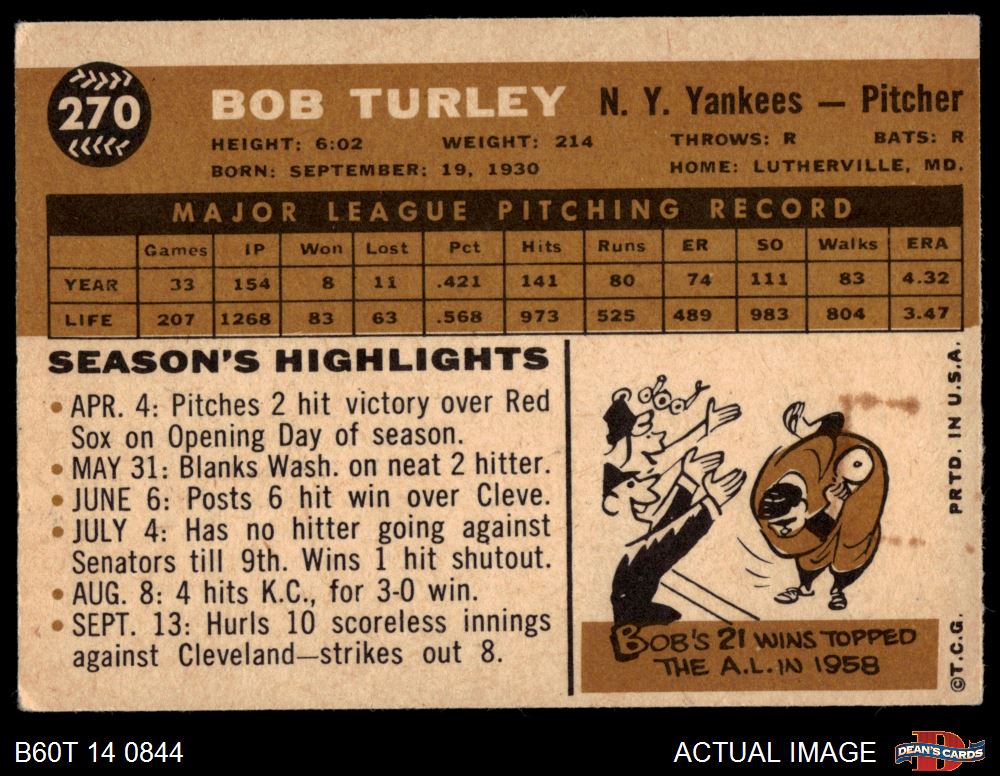 270
BOB TURLEY N. Y. Yankees — Pitcher
HEIGHT: 6:02 WEIGHT: 214 THROWS: R BATS: R
BORN: SEPTEMBER: 19, 1930 HOME: LUTHERVILLE, MD.
MAJOR LEAGUE PITCHING RECORD
Games IP Won Lost Pct Hits Runs ER SO Walks ERA
YEAR 33 154 8 11 .421 141 80 74 111 83 4.32
LIFE 207 1268 83 63 .568 973 525 489 983 804 3.47
SEASON'S HIGHLIGHTS
• APR. 4: Pitches 2 hit victory over Red
Sox on Opening Day of season.
• MAY 31: Blanks Wash. on neat 2 hitter.
• JUNE 6: Posts 6 hit win over Cleve.
• JULY 4: Has no hitter going against
Senators till 9th. Wins 1 hit shutout.
• AUG. 8: 4 hits K.C., for 3-0 win.
• SEPT. 13: Hurls 10 scoreless innings
against Cleveland—strikes out 8.
BOB'S 21 WINS TOPPED
THE A.L. IN 1958
©T.C.G. PRTD. IN U.S.A.
B60T 14 0844 ACTUAL IMAGE DEAN'S CARDS